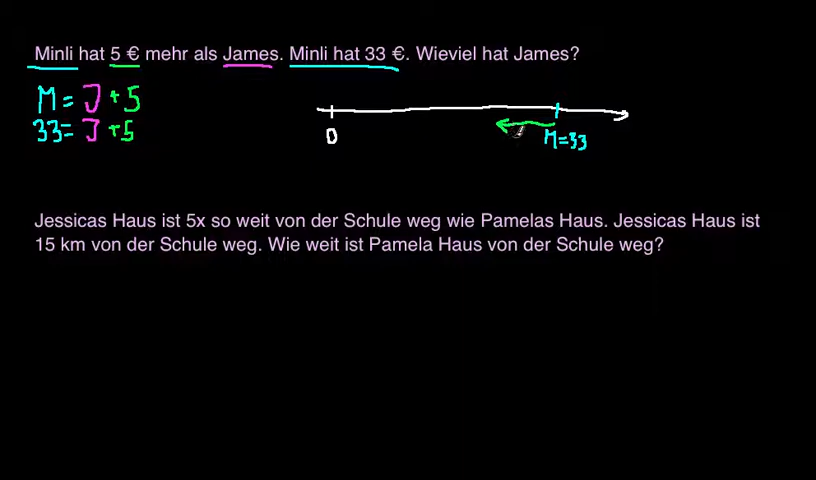 Minli hat 5 € mehr als James. Minli hat 33 €. Wieviel hat James?
M = J + 5
33 = J + 5
0
M = 33
Jessicas Haus ist 5x so weit von der Schule weg wie Pamelas Haus. Jessicas Haus ist
15 km von der Schule weg. Wie weit ist Pamela Haus von der Schule weg?